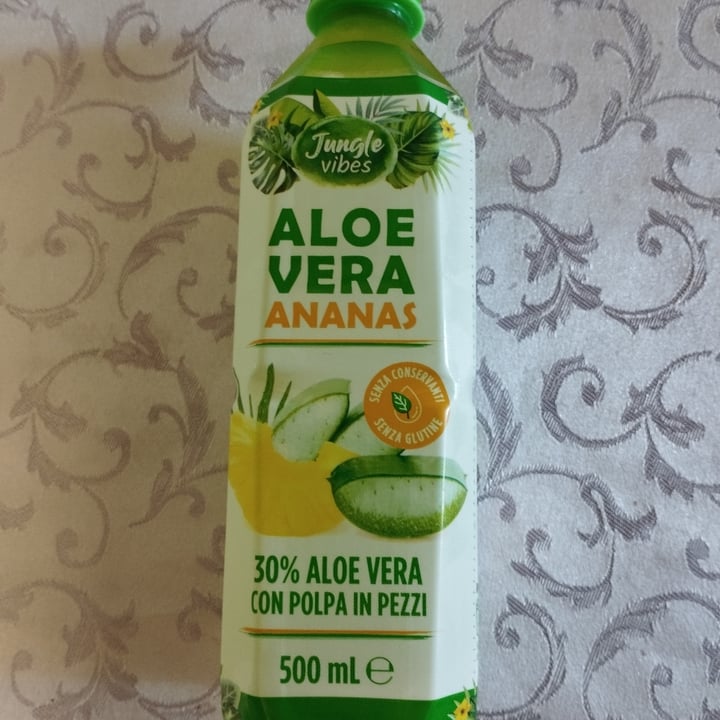 Jungle
vibes
ALOE
VERA
ANANAS
SENZA CONSERVANTI
SENZA GLUTINE
30% ALOE VERA
CON POLPA IN PEZZI
500 mL ℮